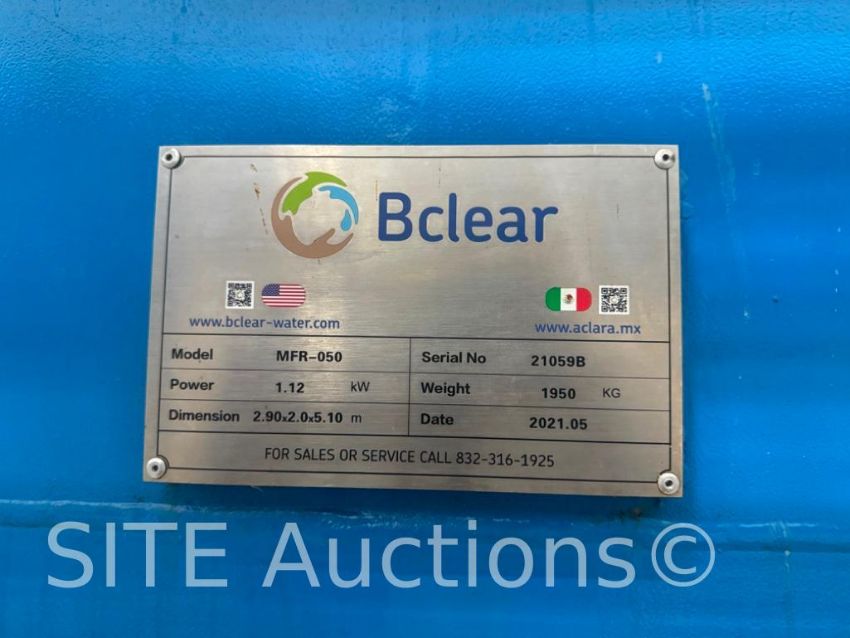 Bclear
www.bclear-water.com
www.aclara.mx
Model MFR-050 Serial No 21059B
Power 1.12 kW Weight 1950 KG
Dimension 2.90x2.0x5.10 m Date 2021.05
FOR SALES OR SERVICE CALL 832-316-1925
SITE Auctions©